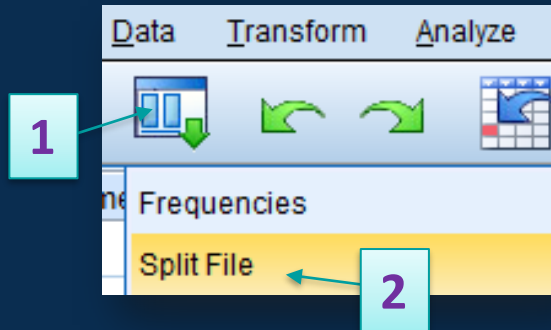 Data Transform Analyze
1
Frequencies
Split File
2